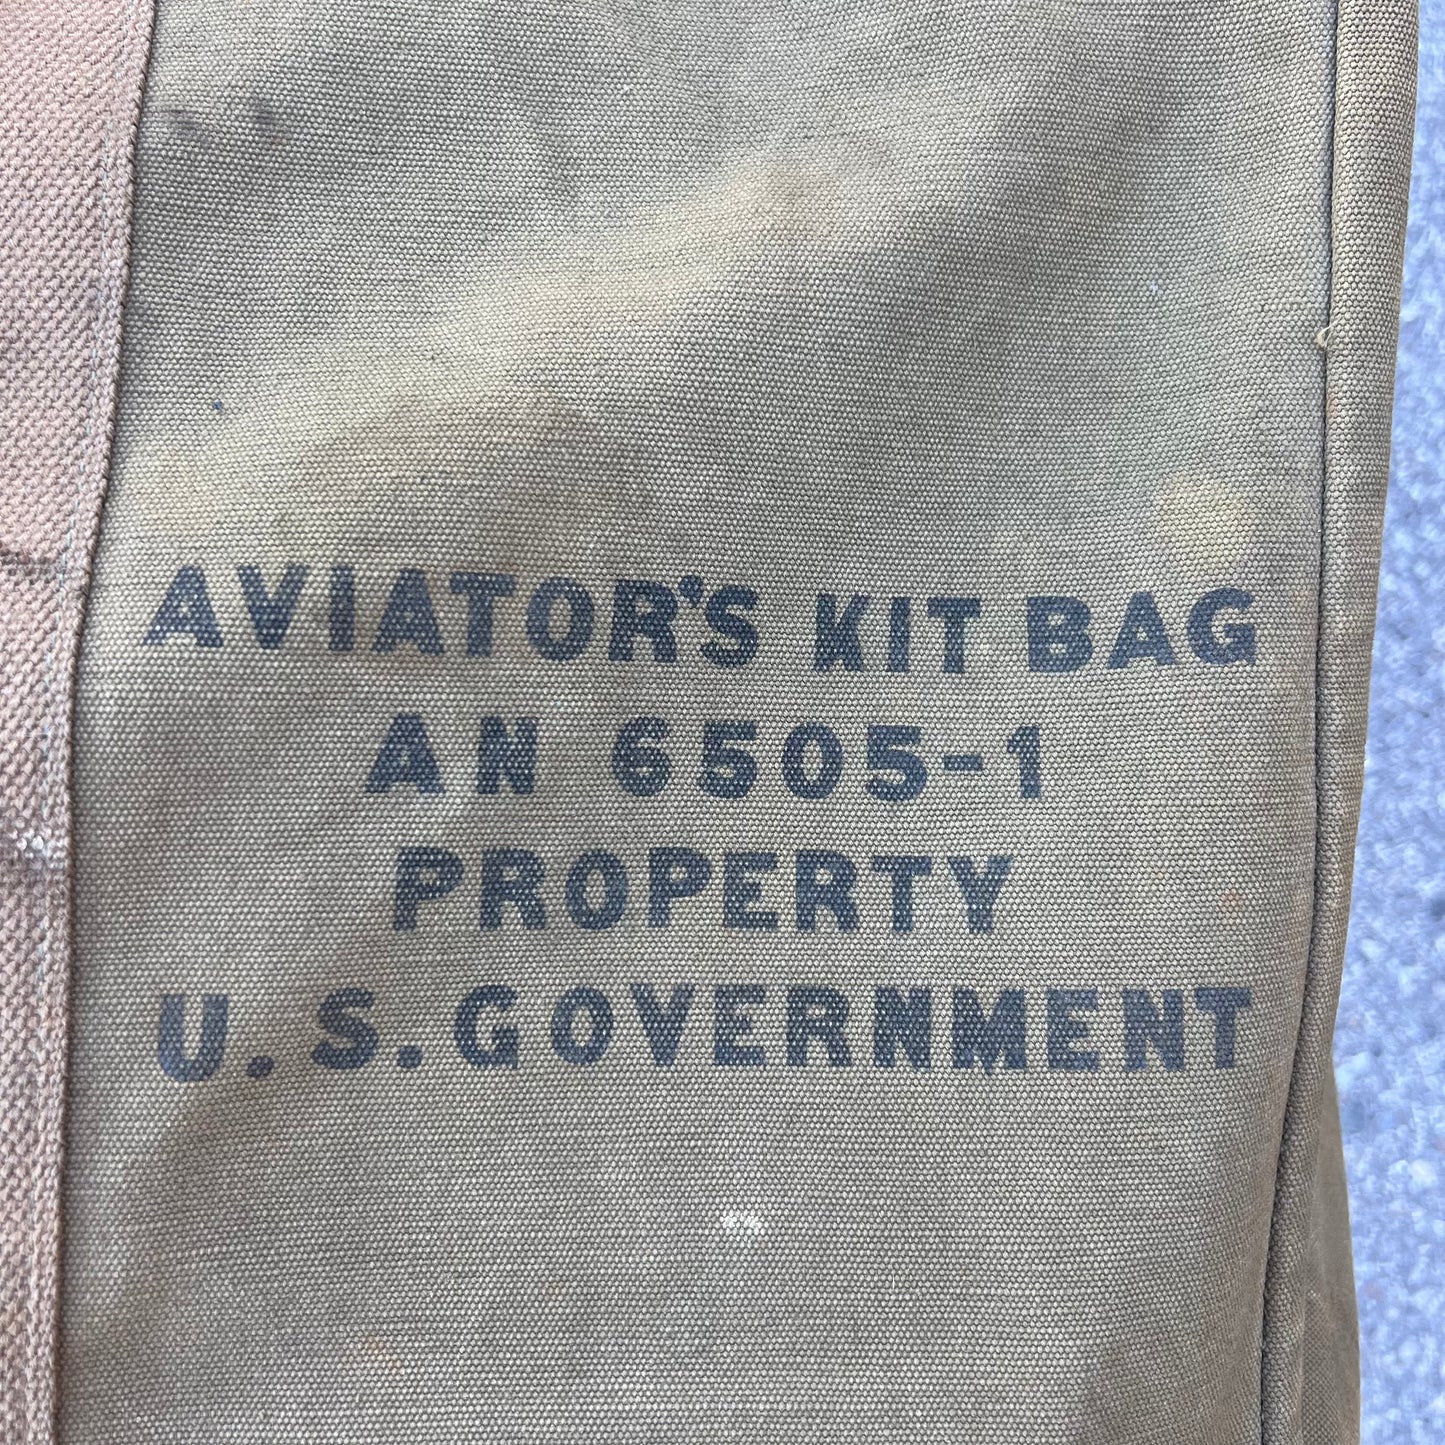 AVIATOR'S KIT BAG
AN 6505-1
PROPERTY
U.S.GOVERNMENT